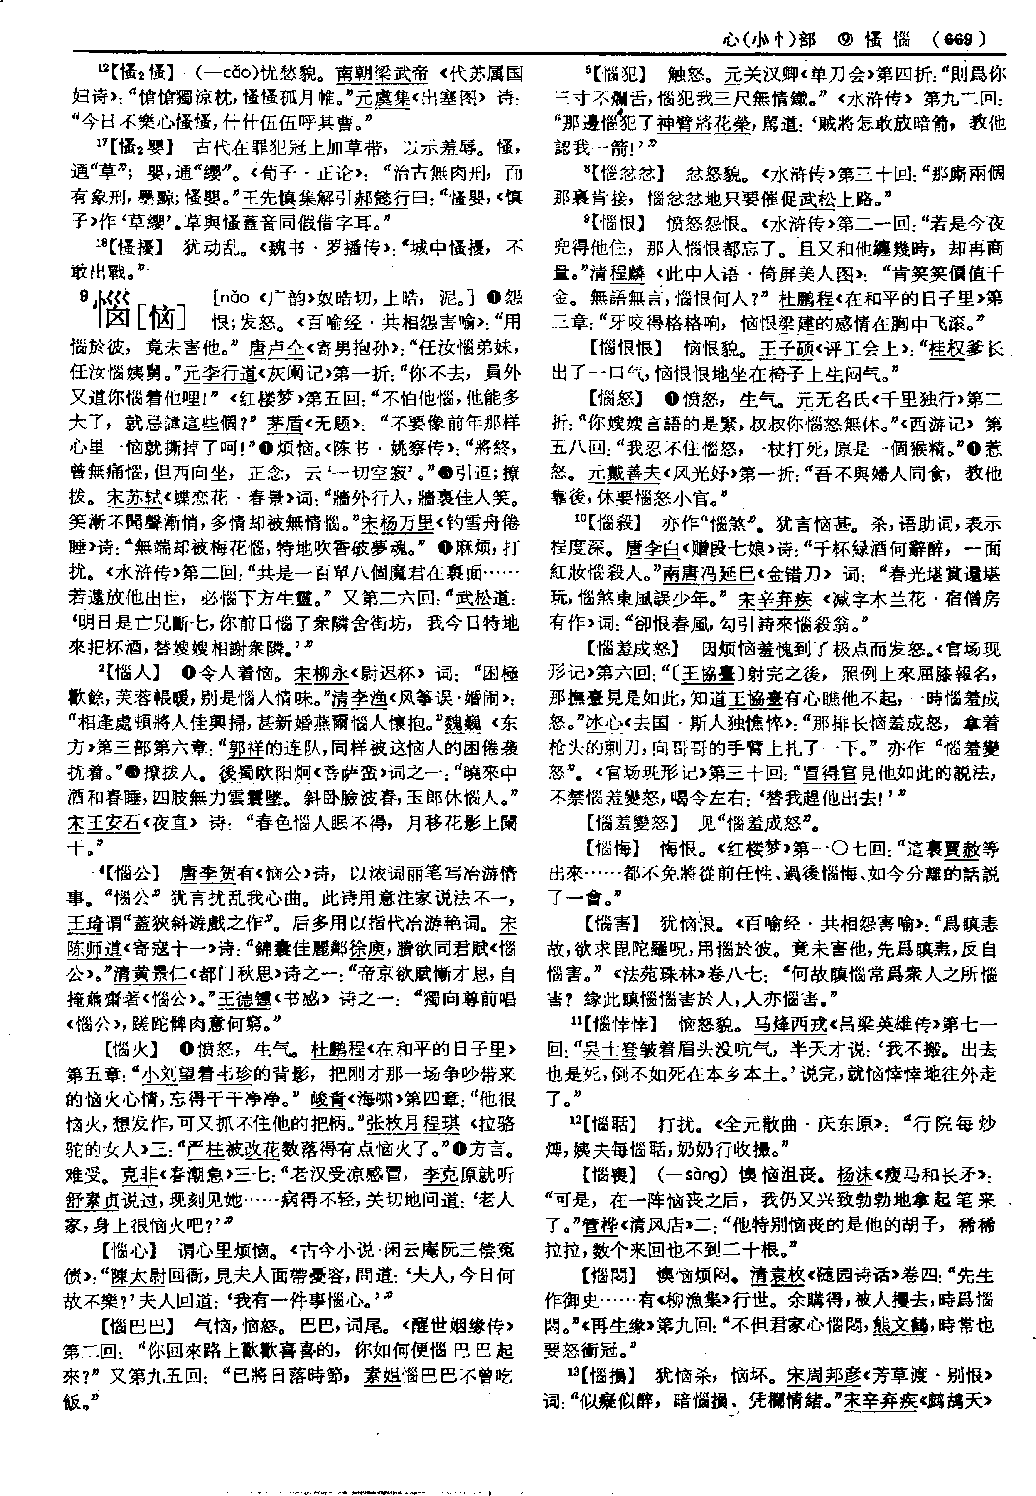 心(小忄)部 ⑨ 慅 惱 (669)
¹²【慅₂慅】 (—cǎo)忧愁貌。南朝梁武帝《代苏属国
妇诗》:“愴愴獨涼枕,慅慅孤月帷。”元虞集《出塞图》诗:
“今日不樂心慅慅,什什伍伍呼其曹。”
¹⁷【慅₂嬰】 古代在罪犯冠上加草带,以示羞辱。慅,
通“草”;嬰,通“纓”。《荀子·正论》:“治古無肉刑,而
有象刑,墨黥;慅嬰。”王先慎集解引郝懿行曰:“慅嬰,《慎
子》作‘草纓’。草與慅蓋音同假借字耳。”
¹⁸【慅擾】 犹动乱。《魏书·罗播传》:“城中慅擾,不
敢出戰。”
⁹惱[恼] [nǎo《广韵》奴皓切,上皓,泥。]❶怨
恨;发怒。《百喻经·共相怨害喻》:“用
惱於彼,竟未害他。”唐卢仝《寄男抱孙》:“任汝惱弟妹,
任汝惱姨舅。”元李行道《灰阑记》第一折:“你不去,員外
又道你惱着他哩!”《红楼梦》第五回:“不怕他惱,他能多
大了,就忌諱這些個?”茅盾《无题》:“不要像前年那样
心里一恼就撕掉了呵!”❷烦恼。《陈书·姚察传》:“將終,
曾無痛惱,但西向坐,正念,云‘一切空寂’。”❸引逗;撩
拨。宋苏轼《蝶恋花·春景》词:“牆外行人,牆裏佳人笑。
笑漸不聞聲漸悄,多情却被無情惱。”宋杨万里《钓雪舟倦
睡》诗:“無端却被梅花惱,特地吹香破夢魂。”❹麻烦,打
扰。《水浒传》第二回:“共是一百單八個魔君在裏面……
若還放他出世,必惱下方生靈。”又第二六回:“武松道:
‘明日是亡兄斷七,你前日惱了衆隣舍街坊,我今日特地
來把杯酒,替嫂嫂相謝衆隣。’”
²【惱人】 ❶令人着恼。宋柳永《尉迟杯》词:“困極
歡餘,芙蓉帳暖,别是惱人情味。”清李渔《风筝误·婚闹》:
“相逢處頓將人佳興掃,甚新婚燕爾惱人懷抱。”魏巍《东
方》第三部第六章:“郭祥的连队,同样被这恼人的困倦袭
扰着。”❷撩拨人。後蜀欧阳炯《菩萨蛮》词之一:“曉來中
酒和春睡,四肢無力雲鬟墜。斜卧臉波春,玉郎休惱人。”
宋王安石《夜直》诗:“春色惱人眠不得,月移花影上闌
干。”
⁴【惱公】 唐李贺有《恼公》诗,以浓词丽笔写冶游情
事。“惱公”犹言扰乱我心曲。此诗用意注家说法不一,
王琦谓“蓋狹斜遊戲之作”。后多用以指代冶游艳词。宋
陈师道《寄寇十一》诗:“錦囊佳麗鄰徐庾,賸欲同君賦《惱
公》。”清黄景仁《都门秋思》诗之一:“帝京欲賦慚才思,自
掩蕪齋著《惱公》。”王德鍾《书感》诗之一:“獨向尊前唱
《惱公》,蹉跎髀肉意何窮。”
【惱火】 ❶愤怒,生气。杜鹏程《在和平的日子里》
第五章:“小刘望着韦珍的背影,把刚才那一场争吵带来
的恼火心情,忘得干干净净。”峻青《海啸》第四章:“他很
恼火,想发作,可又抓不住他的把柄。”张枚月程琪《拉骆
驼的女人》三:“严柱被改花数落得有点恼火了。”❷方言。
难受。克非《春潮急》三七:“老汉受凉感冒,李克原就听
舒素贞说过,现刻见她……病得不轻,关切地问道:‘老人
家,身上很恼火吧?’”
【惱心】 谓心里烦恼。《古今小说·闲云庵阮三偿冤
债》:“陳太尉回衙,見夫人面帶憂容,問道:‘夫人,今日何
故不樂?’夫人回道:‘我有一件事惱心。’”
【惱巴巴】 气恼,恼怒。巴巴,词尾。《醒世姻缘传》
第二回:“你回來路上歡歡喜喜的,你如何便惱巴巴起
來?”又第九五回:“已將日落時節,素姐惱巴巴不曾吃
飯。”
⁵【惱犯】 触怒。元关汉卿《单刀会》第四折:“則爲你
三寸不爛舌,惱犯我三尺無情鐵。”《水浒传》第九二回:
“那邊惱犯了神臂將花榮,罵道:‘賊將怎敢放暗箭,教他
認我一箭!’”
⁸【惱忿忿】 忿怒貌。《水浒传》第三十回:“那廝兩個
那裏肯接,惱忿忿地只要催促武松上路。”
⁹【惱恨】 愤怒怨恨。《水浒传》第二一回:“若是今夜
兜得他住,那人惱恨都忘了。且又和他纏幾時,却再商
量。”清程麟《此中人语·倚屏美人图》:“肯笑笑價值千
金。無語無言,惱恨何人?”杜鹏程《在和平的日子里》第
三章:“牙咬得格格响,恼恨梁建的感情在胸中飞滚。”
【惱恨恨】 恼恨貌。王子硕《评工会上》:“桂权爹长
出了一口气,恼恨恨地坐在椅子上生闷气。”
【惱怒】 ❶愤怒,生气。元无名氏《千里独行》第二
折:“你嫂嫂言語的是緊,叔叔你惱怒無休。”《西游记》第
五八回:“我忍不住惱怒,一杖打死,原是一個猴精。”❷惹
怒。元戴善夫《风光好》第一折:“吾不與婦人同食,教他
靠後,休要惱怒小官。”
¹⁰【惱殺】 亦作“惱煞”。犹言恼甚。杀,语助词,表示
程度深。唐李白《赠段七娘》诗:“千杯緑酒何辭醉,一面
紅妝惱殺人。”南唐冯延巳《金错刀》词:“春光堪賞還堪
玩,惱煞東風誤少年。”宋辛弃疾《减字木兰花·宿僧房
有作》词:“卻恨春風,勾引詩來惱殺翁。”
【惱羞成怒】 因烦恼羞愧到了极点而发怒。《官场现
形记》第六回:“〔王協臺〕射完之後,照例上來屈膝報名,
那撫臺見是如此,知道王協臺有心瞧他不起,一時惱羞成
怒。”冰心《去国·斯人独憔悴》:“那排长恼羞成怒,拿着
枪头的刺刀,向哥哥的手臂上扎了一下。”亦作“惱羞變
怒”。《官场现形记》第三十回:“冒得官見他如此的說法,
不禁惱羞變怒,喝令左右:‘替我趕他出去!’”
【惱羞變怒】 见“惱羞成怒”。
【惱悔】 悔恨。《红楼梦》第一〇七回:“這裏賈赦等
出來……都不免將從前任性、過後惱悔、如今分離的話說
了一會。”
【惱害】 犹恼恨。《百喻经·共相怨害喻》:“爲瞋恚
故,欲求毘陀羅呪,用惱於彼。竟未害他,先爲瞋恚,反自
惱害。”《法苑珠林》卷八七:“何故瞋惱常爲衆人之所惱
害?緣此瞋惱惱害於人,人亦惱害。”
¹¹【惱悻悻】 恼怒貌。马烽西戎《吕梁英雄传》第七一
回:“吴士登皱着眉头没吭气,半天才说:‘我不搬。出去
也是死,倒不如死在本乡本土。’说完,就恼悻悻地往外走
了。”
¹²【惱聒】 打扰。《全元散曲·庆东原》:“行院每炒
煿,姨夫每惱聒,奶奶行收撮。”
【惱喪】 (—sàng)懊恼沮丧。杨沫《瘦马和长矛》:
“可是,在一阵恼丧之后,我仍又兴致勃勃地拿起笔来
了。”管桦《清风店》二:“他特别恼丧的是他的胡子,稀稀
拉拉,数个来回也不到二十根。”
【惱悶】 懊恼烦闷。清袁枚《随园诗话》卷四:“先生
作御史……有《柳漁集》行世。余購得,被人攫去,時爲惱
悶。”《再生缘》第九回:“不但君家心惱悶,熊文鶴,時常也
要怒衝冠。”
¹³【惱損】 犹恼杀,恼坏。宋周邦彦《芳草渡·别恨》
词:“似癡似醉,暗惱損、凭欄情緒。”宋辛弃疾《鹧鸪天》